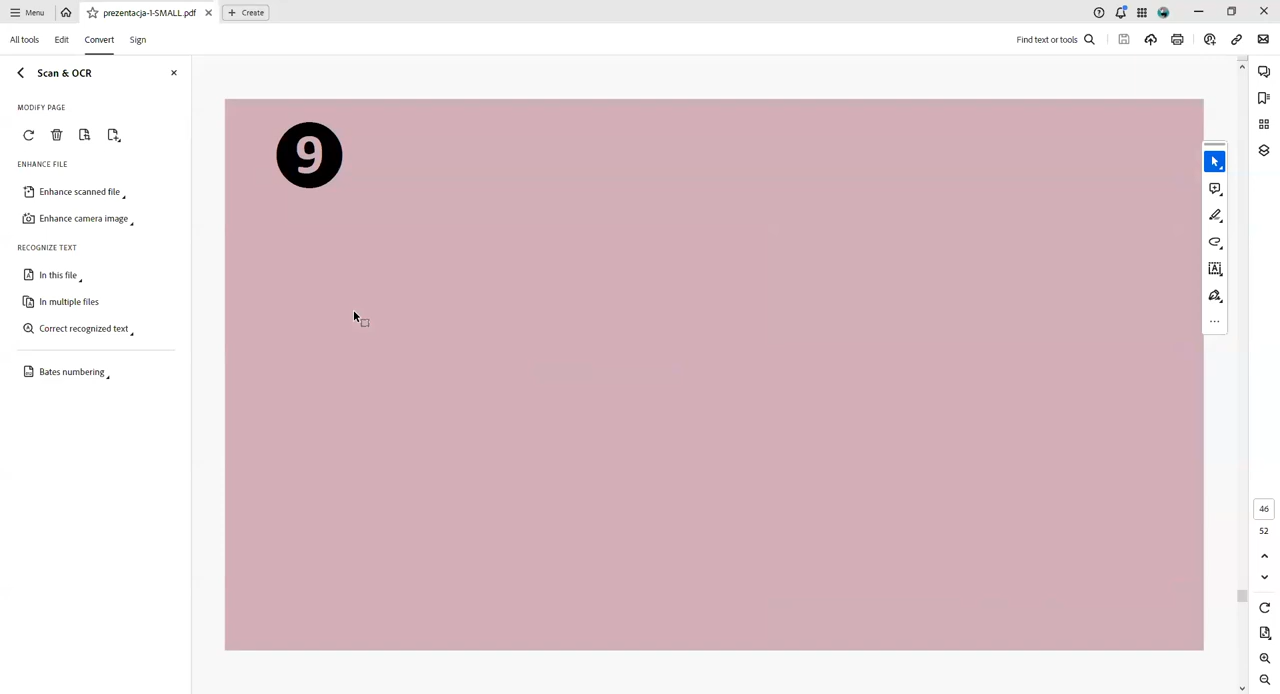 Menu
prezentacja-1-SMALL.pdf
Create
All tools
Edit
Convert
Sign
Find text or tools
Scan & OCR
MODIFY PAGE
ENHANCE FILE
Enhance scanned file
Enhance camera image
RECOGNIZE TEXT
In this file
In multiple files
Correct recognized text
Bates numbering
9
46
52